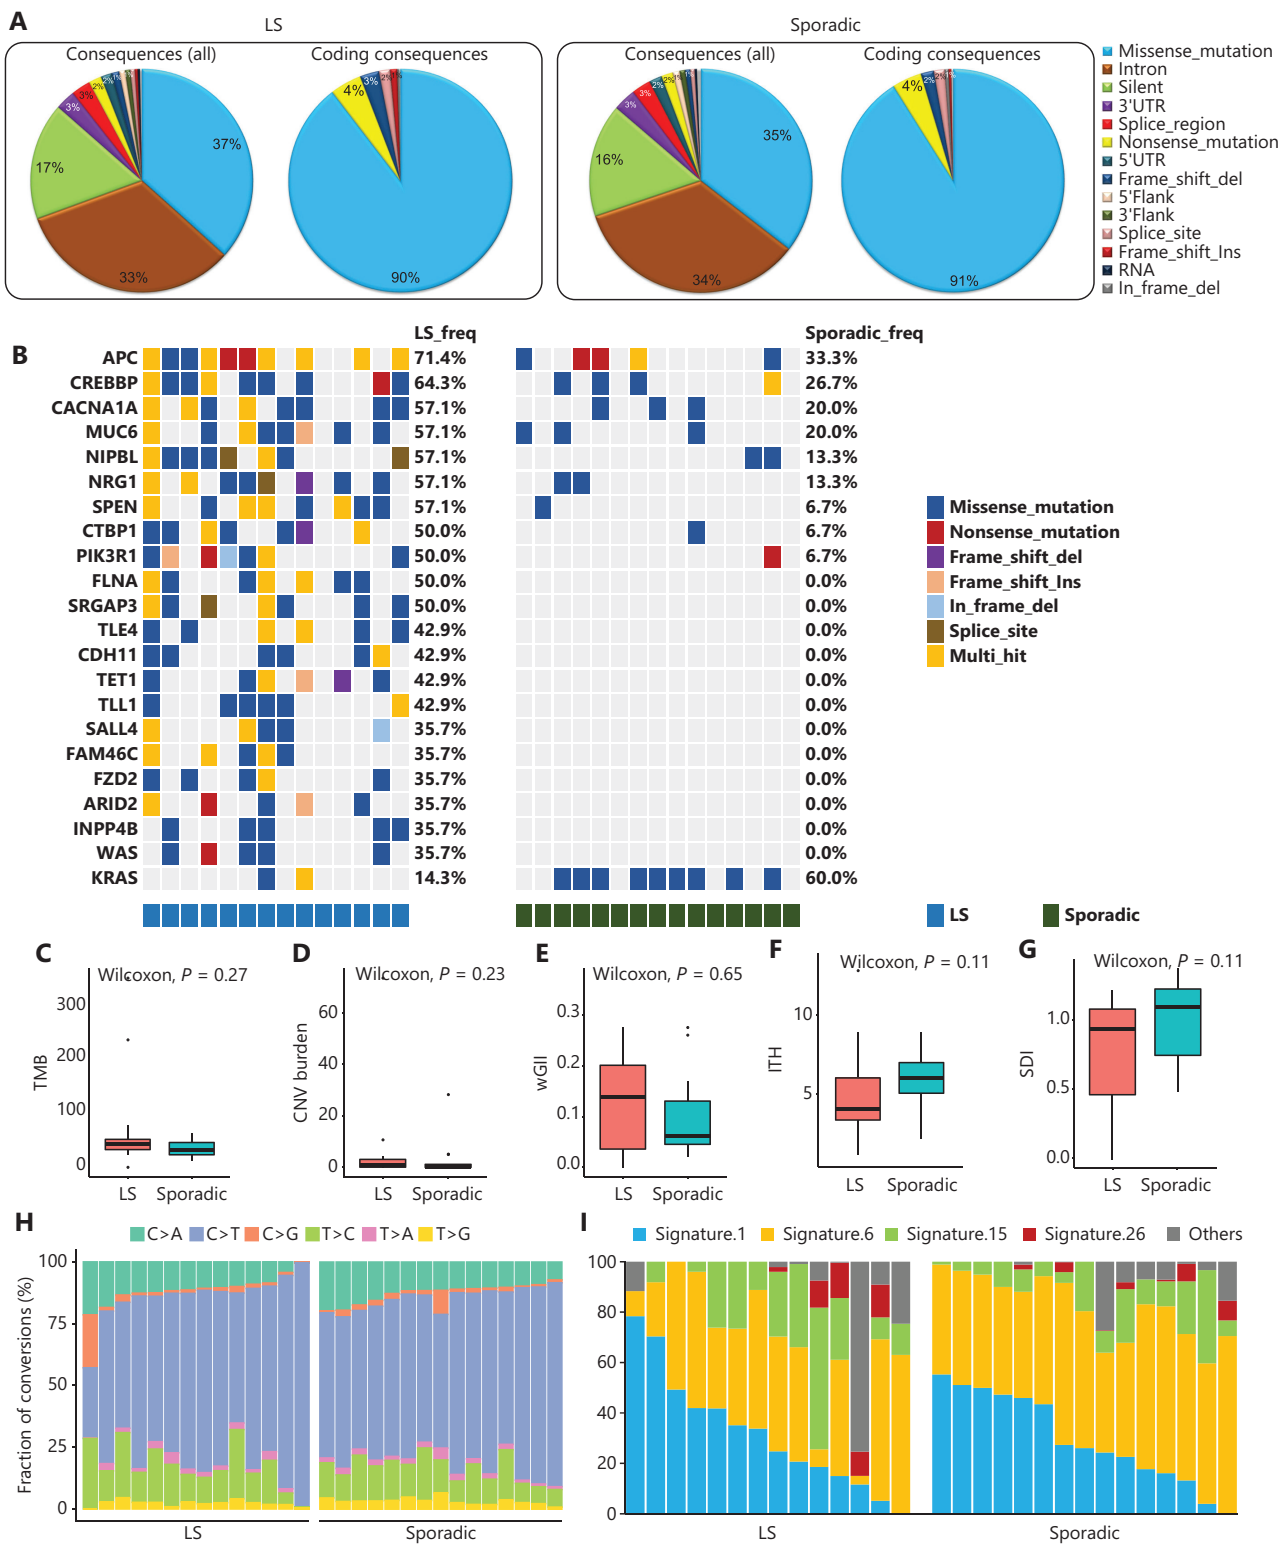 A
LS
Sporadic
Consequences (all)
Coding consequences
Consequences (all)
Coding consequences
37%
33%
17%
3%
3%
2%
2%
1%
90%
4%
3%
1%
35%
34%
16%
3%
3%
2%
2%
1%
91%
4%
2%
2%
Missense_mutation
Intron
Silent
3'UTR
Splice_region
Nonsense_mutation
5'UTR
Frame_shift_del
5'Flank
3'Flank
Splice_site
Frame_shift_Ins
RNA
In_frame_del
B
LS_freq
Sporadic_freq
APC 71.4% 33.3%
CREBBP 64.3% 26.7%
CACNA1A 57.1% 20.0%
MUC6 57.1% 20.0%
NIPBL 57.1% 13.3%
NRG1 57.1% 13.3%
SPEN 57.1% 6.7%
CTBP1 50.0% 6.7%
PIK3R1 50.0% 6.7%
FLNA 50.0% 0.0%
SRGAP3 50.0% 0.0%
TLE4 42.9% 0.0%
CDH11 42.9% 0.0%
TET1 42.9% 0.0%
TLL1 42.9% 0.0%
SALL4 35.7% 0.0%
FAM46C 35.7% 0.0%
FZD2 35.7% 0.0%
ARID2 35.7% 0.0%
INPP4B 35.7% 0.0%
WAS 35.7% 0.0%
KRAS 14.3% 60.0%
Missense_mutation
Nonsense_mutation
Frame_shift_del
Frame_shift_Ins
In_frame_del
Splice_site
Multi_hit
LS
Sporadic
C
Wilcoxon, P = 0.27
TMB
300
200
100
0
LS
Sporadic
D
Wilcoxon, P = 0.23
CNV burden
60
40
20
0
LS
Sporadic
E
Wilcoxon, P = 0.65
wGII
0.3
0.2
0.1
0.0
LS
Sporadic
F
Wilcoxon, P = 0.11
ITH
10
5
LS
Sporadic
G
Wilcoxon, P = 0.11
SDI
1.0
0.5
0.0
LS
Sporadic
H
C>A C>T C>G T>C T>A T>G
Fraction of conversions (%)
100
75
50
25
0
LS
Sporadic
I
Signature.1 Signature.6 Signature.15 Signature.26 Others
100
80
60
40
20
0
LS
Sporadic